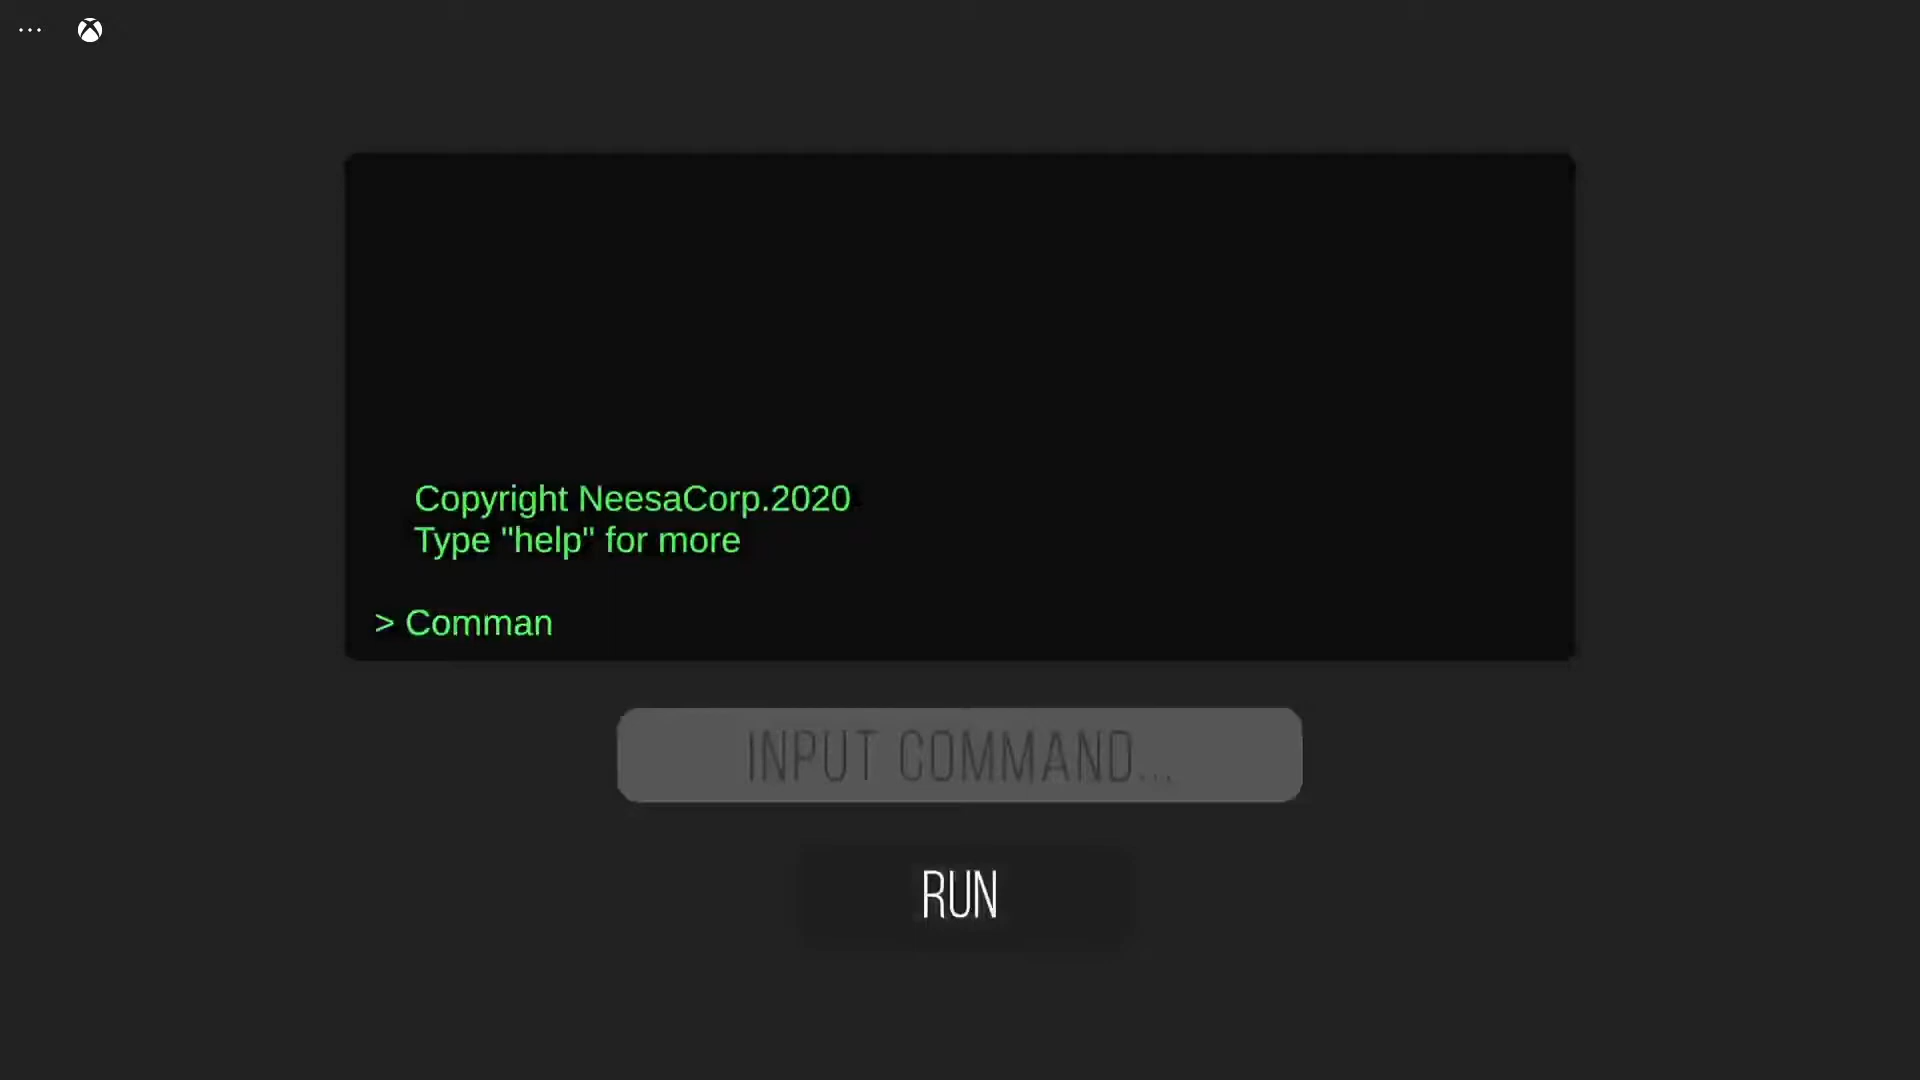 Copyright NeesaCorp.2020
Type "help" for more
> Comman
INPUT COMMAND...
RUN